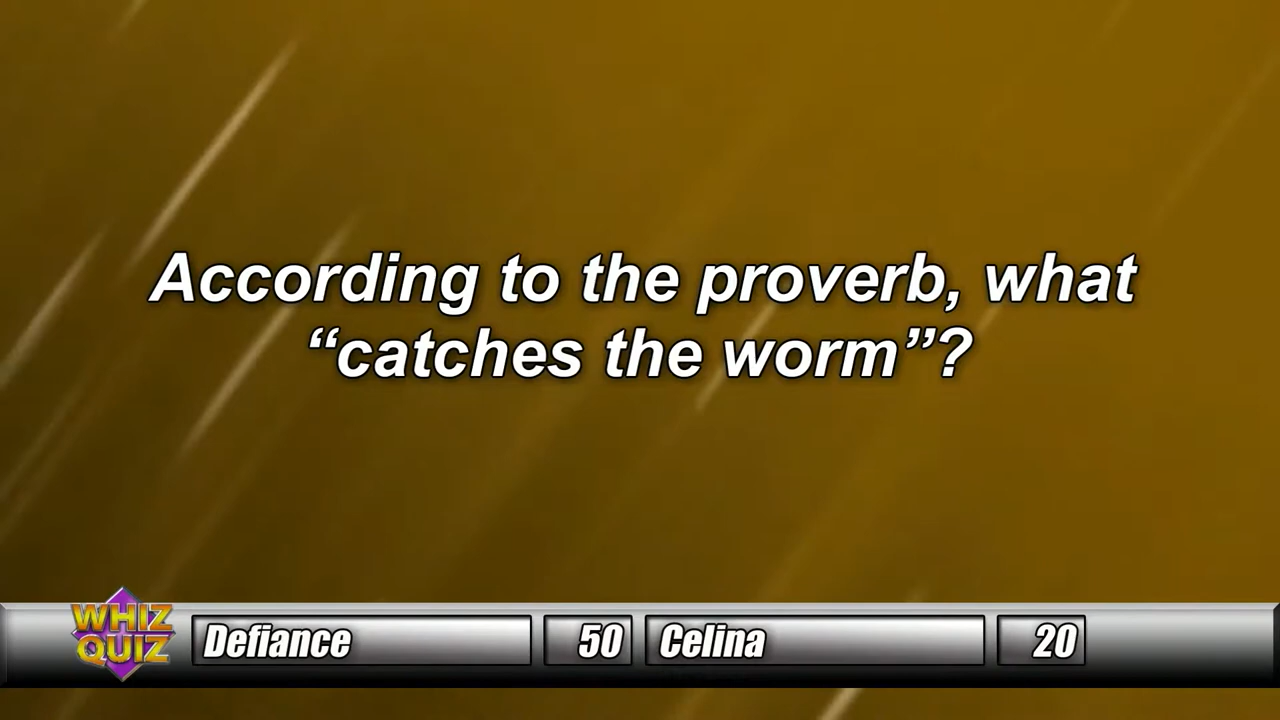 According to the proverb, what
“catches the worm”?
WHIZ
QUIZ
Defiance 50 Celina 20